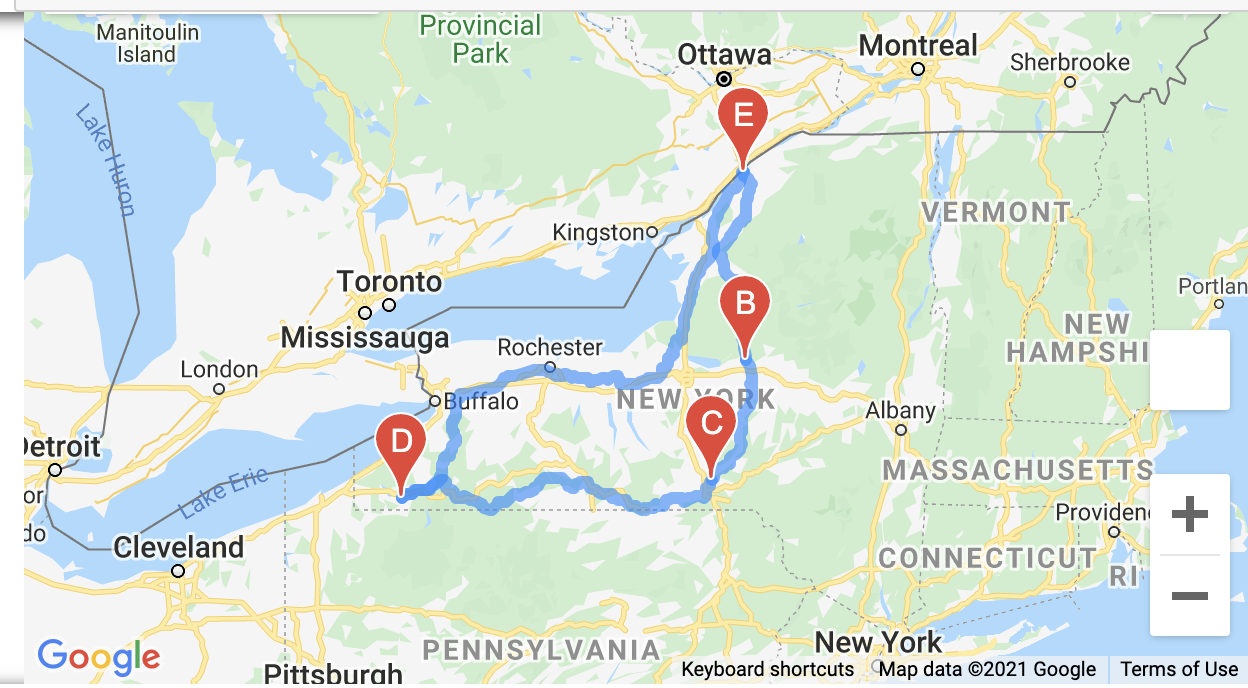 Manitoulin
Island
Provincial
Park
Ottawa
Montreal
Sherbrooke
E
Lake Huron
VERMONT
Kingston
Toronto
B
Portlan
Mississauga
NEW
HAMPSHI
Rochester
London
NEW YORK
Buffalo
Albany
C
D
Detroit
or
do
Lake Erie
MASSACHUSETTS
Providenc
Cleveland
CONNECTICUT
RI
PENNSYLVANIA
New York
Google
Pittsburgh
Keyboard shortcuts
Map data ©2021 Google
Terms of Use